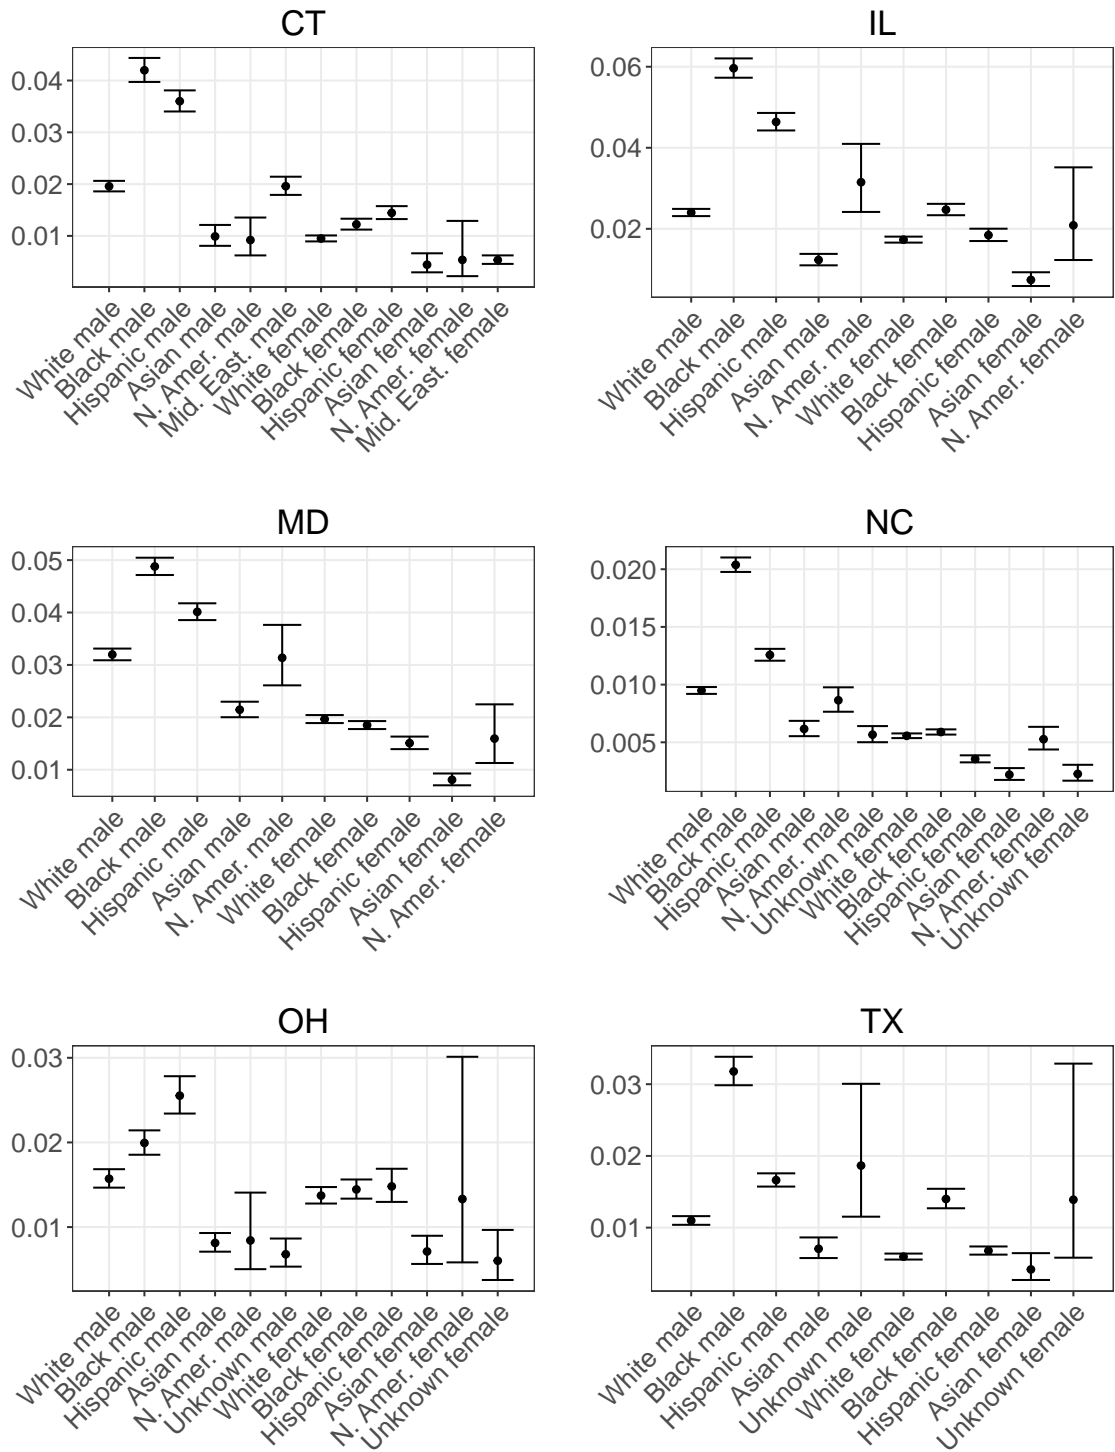 CT
0.04
0.03
0.02
0.01
White male
Black male
Hispanic male
Asian male
N. Amer. male
Mid. East. male
White female
Black female
Hispanic female
Asian female
N. Amer. female
Mid. East. female
IL
0.06
0.04
0.02
White male
Black male
Hispanic male
Asian male
N. Amer. male
White female
Black female
Hispanic female
Asian female
N. Amer. female
MD
0.05
0.04
0.03
0.02
0.01
White male
Black male
Hispanic male
Asian male
N. Amer. male
White female
Black female
Hispanic female
Asian female
N. Amer. female
NC
0.020
0.015
0.010
0.005
White male
Black male
Hispanic male
Asian male
N. Amer. male
Unknown male
White female
Black female
Hispanic female
Asian female
N. Amer. female
Unknown female
OH
0.03
0.02
0.01
White male
Black male
Hispanic male
Asian male
N. Amer. male
Unknown male
White female
Black female
Hispanic female
Asian female
N. Amer. female
Unknown female
TX
0.03
0.02
0.01
White male
Black male
Hispanic male
Asian male
Unknown male
White female
Black female
Hispanic female
Asian female
Unknown female